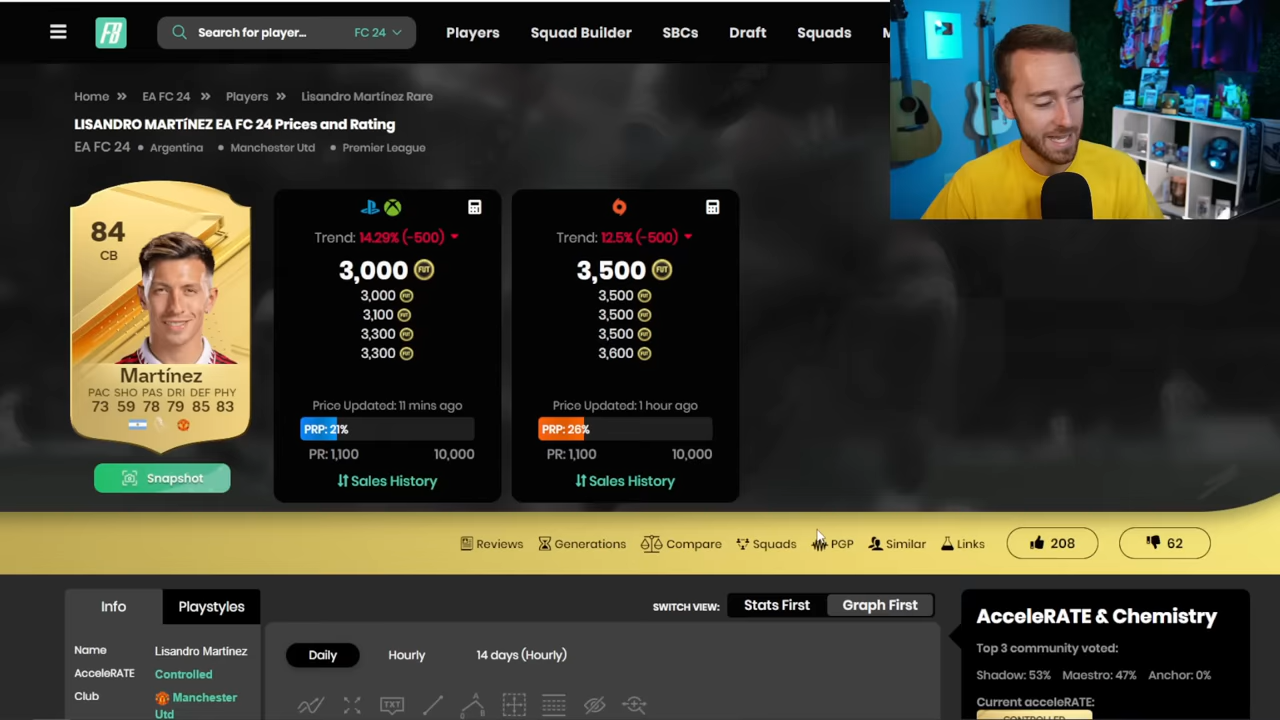 FB
Search for player...
FC 24
Players
Squad Builder
SBCs
Draft
Squads
M
Home » EA FC 24 » Players » Lisandro Martínez Rare
LISANDRO MARTíNEZ EA FC 24 Prices and Rating
EA FC 24 • Argentina • Manchester Utd • Premier League
84
CB
Martínez
PAC SHO PAS DRI DEF PHY
73 59 78 79 85 83
Snapshot
Trend: 14.29% (-500)
3,000 FUT
3,000
3,100
3,300
3,300
Price Updated: 11 mins ago
PRP: 21%
PR: 1,100 10,000
Sales History
Trend: 12.5% (-500)
3,500 FUT
3,500
3,500
3,500
3,600
Price Updated: 1 hour ago
PRP: 26%
PR: 1,100 10,000
Sales History
Reviews
Generations
Compare
Squads
PGP
Similar
Links
208
62
Info
Playstyles
SWITCH VIEW:
Stats First
Graph First
Name Lisandro Martínez
AcceleRATE Controlled
Club Manchester
Utd
Daily
Hourly
14 days (Hourly)
TXT
AcceleRATE & Chemistry
Top 3 community voted:
Shadow: 53% Maestro: 47% Anchor: 0%
Current acceleRATE:
CONTROLLED